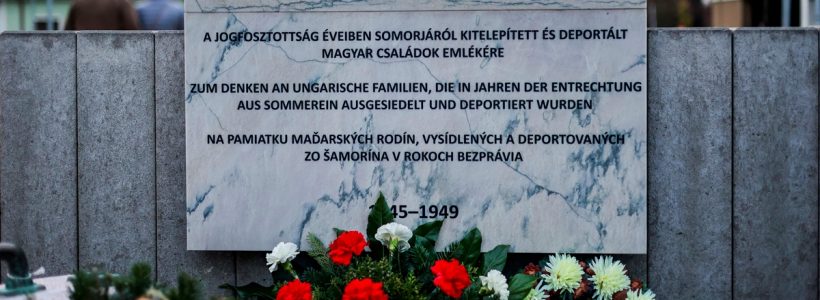 A JOGFOSZTOTTSÁG ÉVEIBEN SOMORJÁRÓL KITELEPÍTETT ÉS DEPORTÁLT
MAGYAR CSALÁDOK EMLÉKÉRE
ZUM DENKEN AN UNGARISCHE FAMILIEN, DIE IN JAHREN DER ENTRECHTUNG
AUS SOMMEREIN AUSGESIEDELT UND DEPORTIERT WURDEN
NA PAMIATKU MAĎARSKÝCH RODÍN, VYSÍDLENÝCH A DEPORTOVANÝCH
ZO ŠAMORÍNA V ROKOCH BEZPRÁVIA
1945–1949